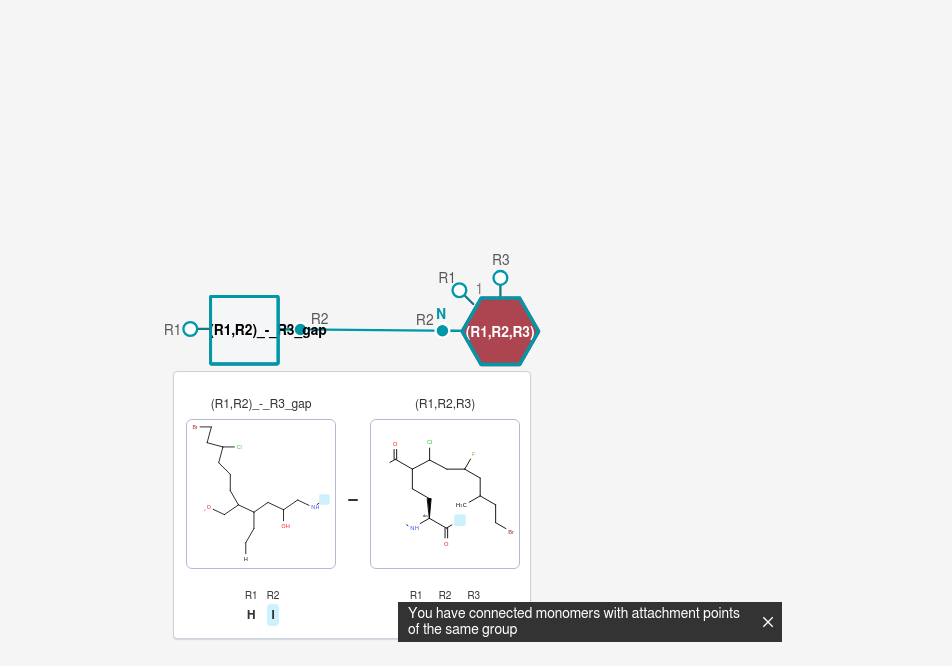 R3
R1
1
N
R2
R2
R1
(R1,R2)_-_R3_gap
(R1,R2,R3)
(R1,R2)_-_R3_gap
(R1,R2,R3)
Br
Cl
O
NH
OH
H
–
O
Cl
F
H₃C
NH
O
Br
R1 R2
H I
R1 R2 R3
You have connected monomers with attachment points
of the same group